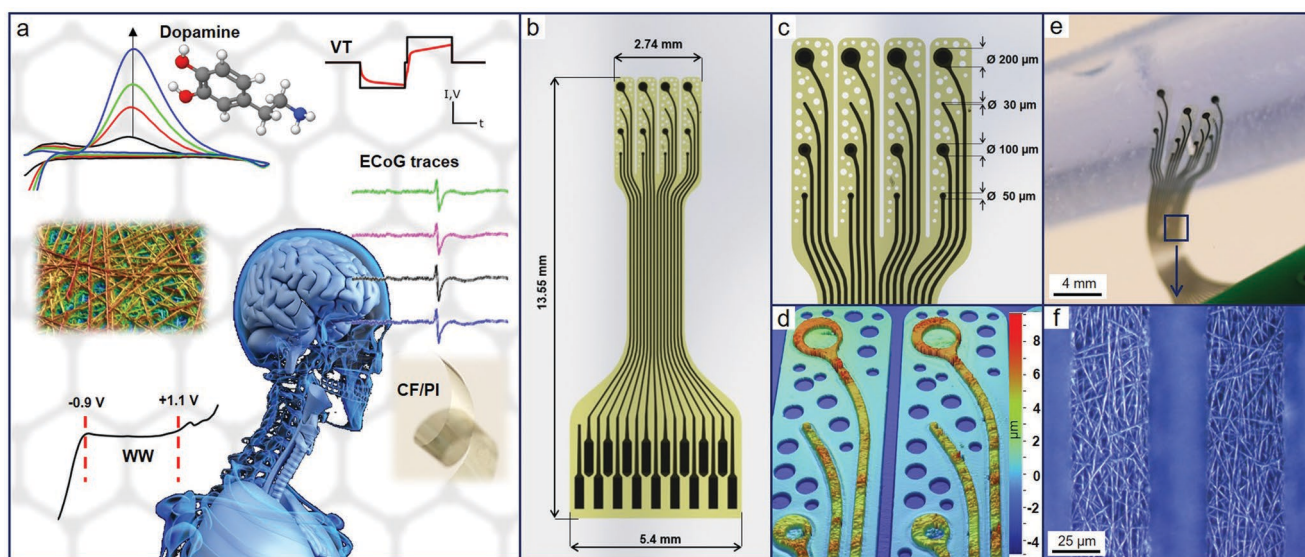 a
Dopamine
VT
I,V
t
ECoG traces
-0.9 V
+1.1 V
WW
CF/PI
b
2.74 mm
13.55 mm
5.4 mm
c
Ø 200 µm
Ø 30 µm
Ø 100 µm
Ø 50 µm
d
8
6
4
2
0
-2
-4
µm
e
4 mm
f
25 µm